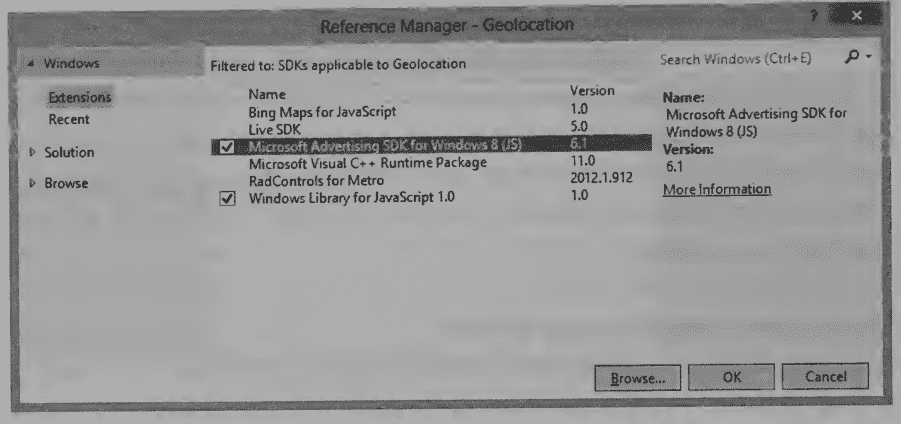 Reference Manager - Geolocation
? ×
Windows
Extensions
Recent
Solution
Browse
Filtered to: SDKs applicable to Geolocation
Name Version
Bing Maps for JavaScript 1.0
Live SDK 5.0
Microsoft Advertising SDK for Windows 8 (JS) 6.1
Microsoft Visual C++ Runtime Package 11.0
RadControls for Metro 2012.1.912
Windows Library for JavaScript 1.0 1.0
Search Windows (Ctrl+E)
Name:
Microsoft Advertising SDK for
Windows 8 (JS)
Version:
6.1
More Information
Browse... OK Cancel